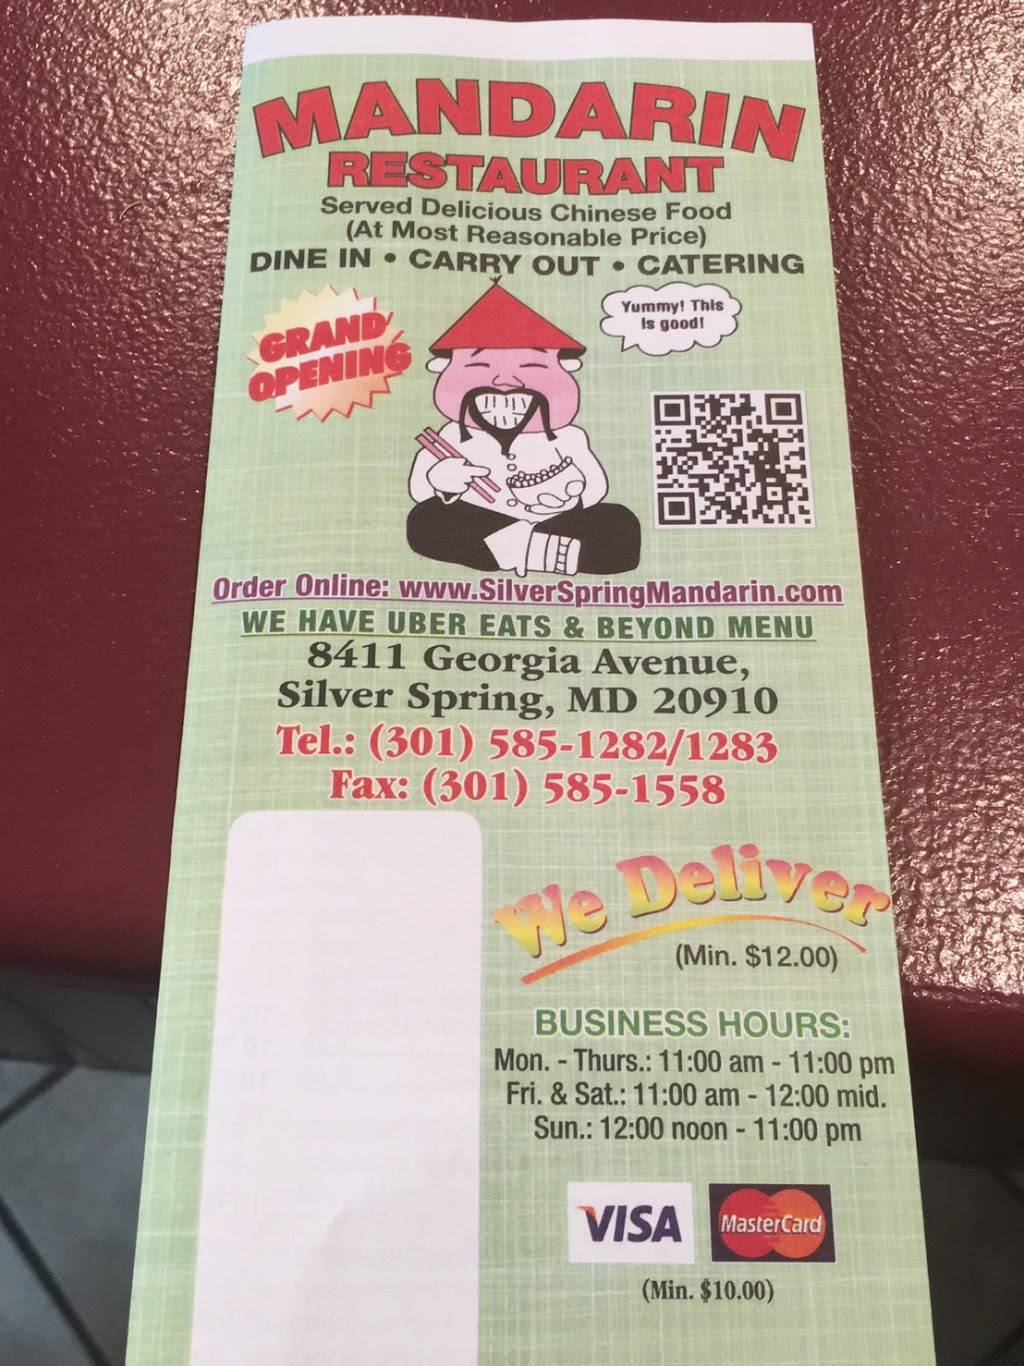 MANDARIN
RESTAURANT
Served Delicious Chinese Food
(At Most Reasonable Price)
DINE IN • CARRY OUT • CATERING
GRAND
OPENING
Yummy! This
Is good!
Order Online: www.SilverSpringMandarin.com
WE HAVE UBER EATS & BEYOND MENU
8411 Georgia Avenue,
Silver Spring, MD 20910
Tel.: (301) 585-1282/1283
Fax: (301) 585-1558
We Deliver
(Min. $12.00)
BUSINESS HOURS:
Mon. - Thurs.: 11:00 am - 11:00 pm
Fri. & Sat.: 11:00 am - 12:00 mid.
Sun.: 12:00 noon - 11:00 pm
VISA MasterCard
(Min. $10.00)